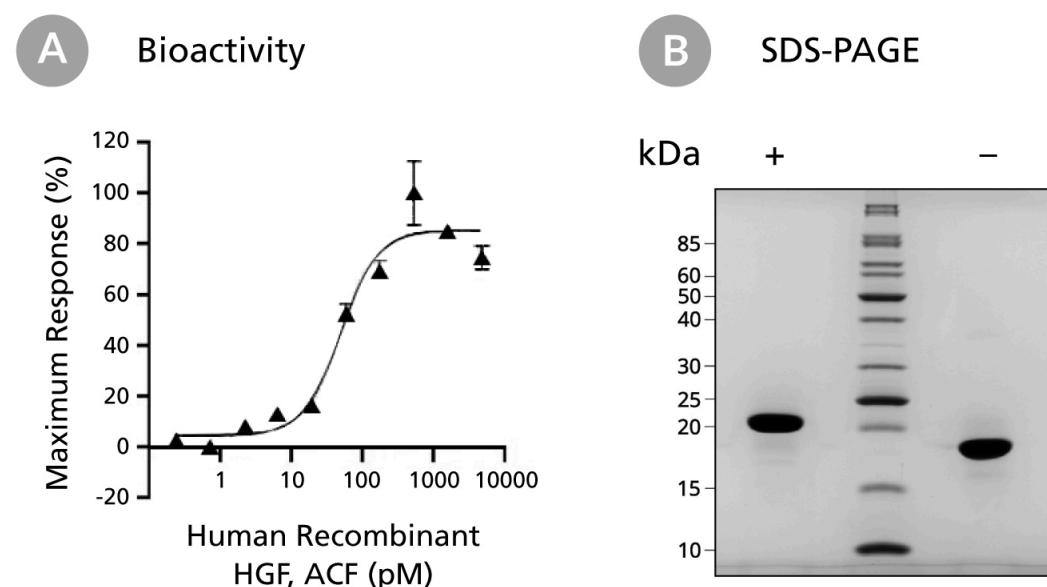 A Bioactivity
Maximum Response (%)
120
100
80
60
40
20
0
-20
1 10 100 1000 10000
Human Recombinant
HGF, ACF (pM)
B SDS-PAGE
kDa + –
85
60
50
40
30
25
20
15
10